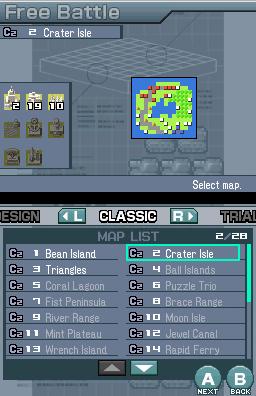 Free Battle
C2 2 Crater Isle
2 19 10
Select map.
DESIGN L CLASSIC R TRIAL
MAP LIST 2/28
C2 1 Bean Island
C2 2 Crater Isle
C2 3 Triangles
C2 4 Ball Islands
C2 5 Coral Lagoon
C2 6 Puzzle Trio
C2 7 Fist Peninsula
C2 8 Brace Range
C2 9 River Range
C2 10 Moon Isle
C2 11 Mint Plateau
C2 12 Jewel Canal
C2 13 Wrench Island
C2 14 Rapid Ferry
A NEXT B BACK